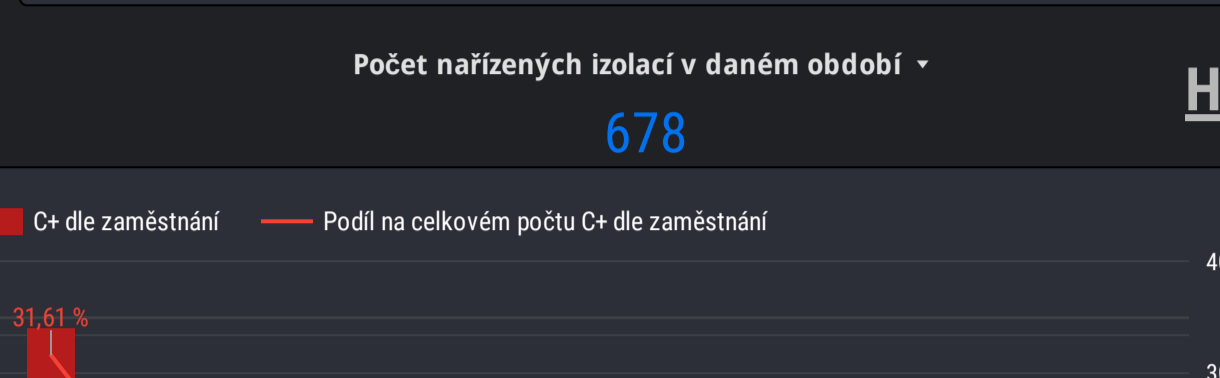 Počet nařízených izolací v daném období
678
C+ dle zaměstnání
Podíl na celkovém počtu C+ dle zaměstnání
31,61 %